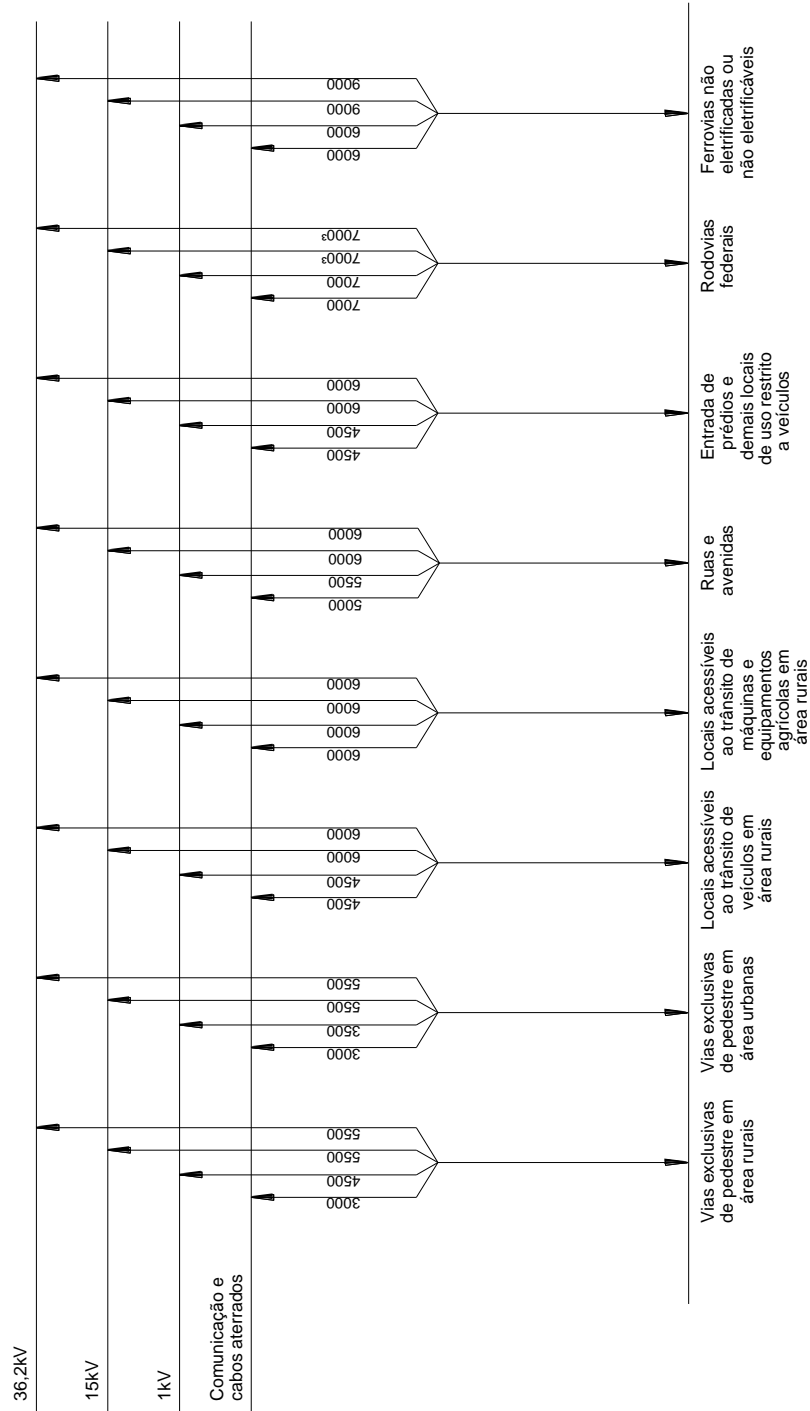 36,2kV
15kV
1kV
Comunicação e
cabos aterrados
3000
4500
5500
5500
Vias exclusivas
de pedestre em
área rurais
3000
3500
5500
5500
Vias exclusivas
de pedestre em
área urbanas
4500
4500
6000
6000
Locais acessíveis
ao trânsito de
veículos em
área rurais
6000
6000
6000
6000
Locais acessíveis
ao trânsito de
máquinas e
equipamentos
agrícolas em
área rurais
5000
5500
6000
6000
Ruas e
avenidas
4500
4500
6000
6000
Entrada de
prédios e
demais locais
de uso restrito
a veículos
7000
7000
7000³
7000³
Rodovias
federais
6000
6000
9000
9000
Ferrovias não
eletrificadas ou
não eletrificáveis